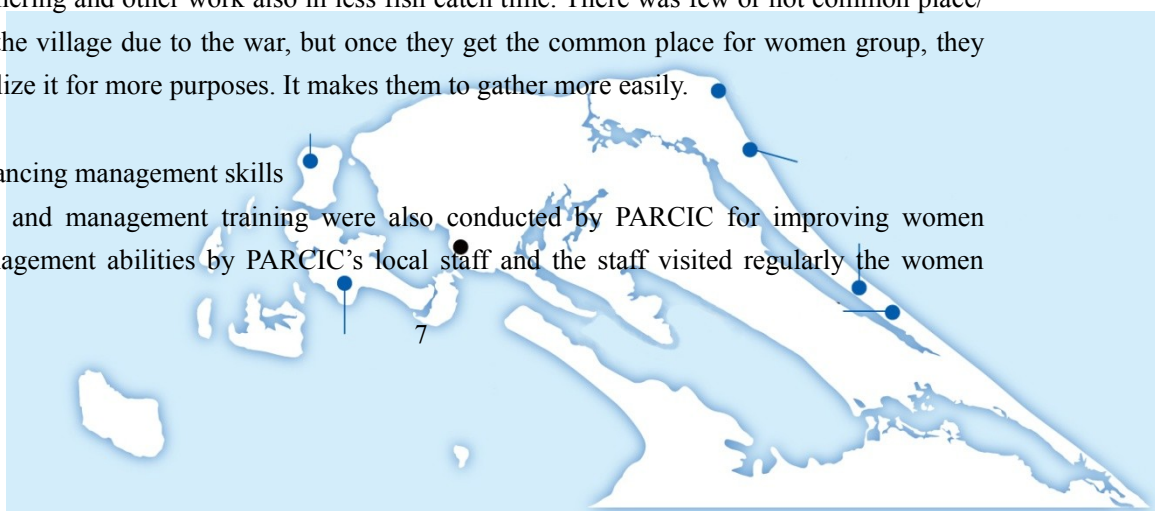 nering and other work also in less fish catch time. There was few or not common place/
the village due to the war, but once they get the common place for women group, they
lize it for more purposes. It makes them to gather more easily.
ancing management skills
and management training were also conducted by PARCIC for improving women
nagement abilities by PARCIC's local staff and the staff visited regularly the women
7